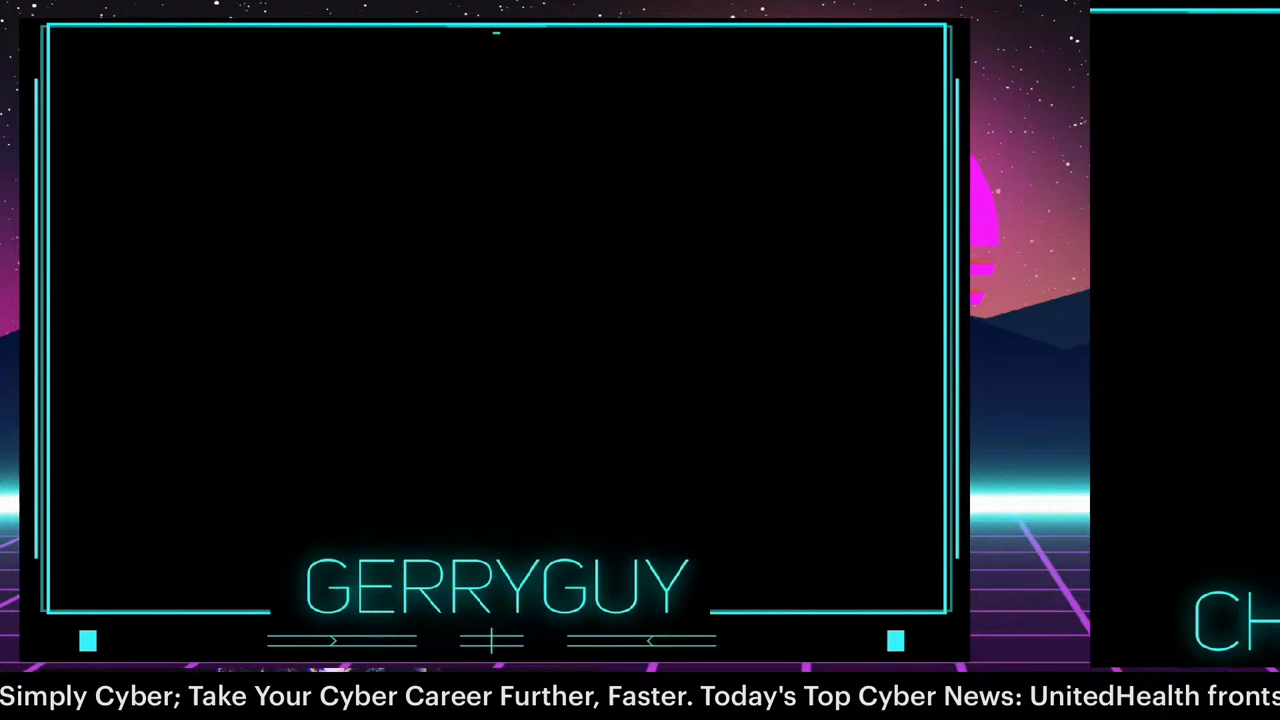 GERRYGUY
CH
Simply Cyber; Take Your Cyber Career Further, Faster. Today's Top Cyber News: UnitedHealth fronts